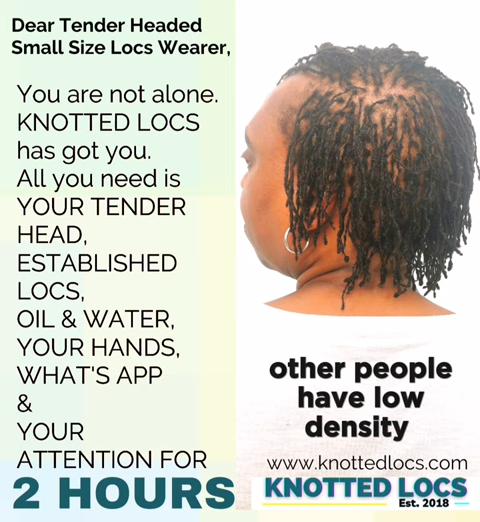 Dear Tender Headed
Small Size Locs Wearer,
You are not alone.
KNOTTED LOCS
has got you.
All you need is
YOUR TENDER
HEAD,
ESTABLISHED
LOCS,
OIL & WATER,
YOUR HANDS,
WHAT'S APP
&
YOUR
ATTENTION FOR
2 HOURS
other people
have low
density
www.knottedlocs.com
KNOTTED LOCS
Est. 2018